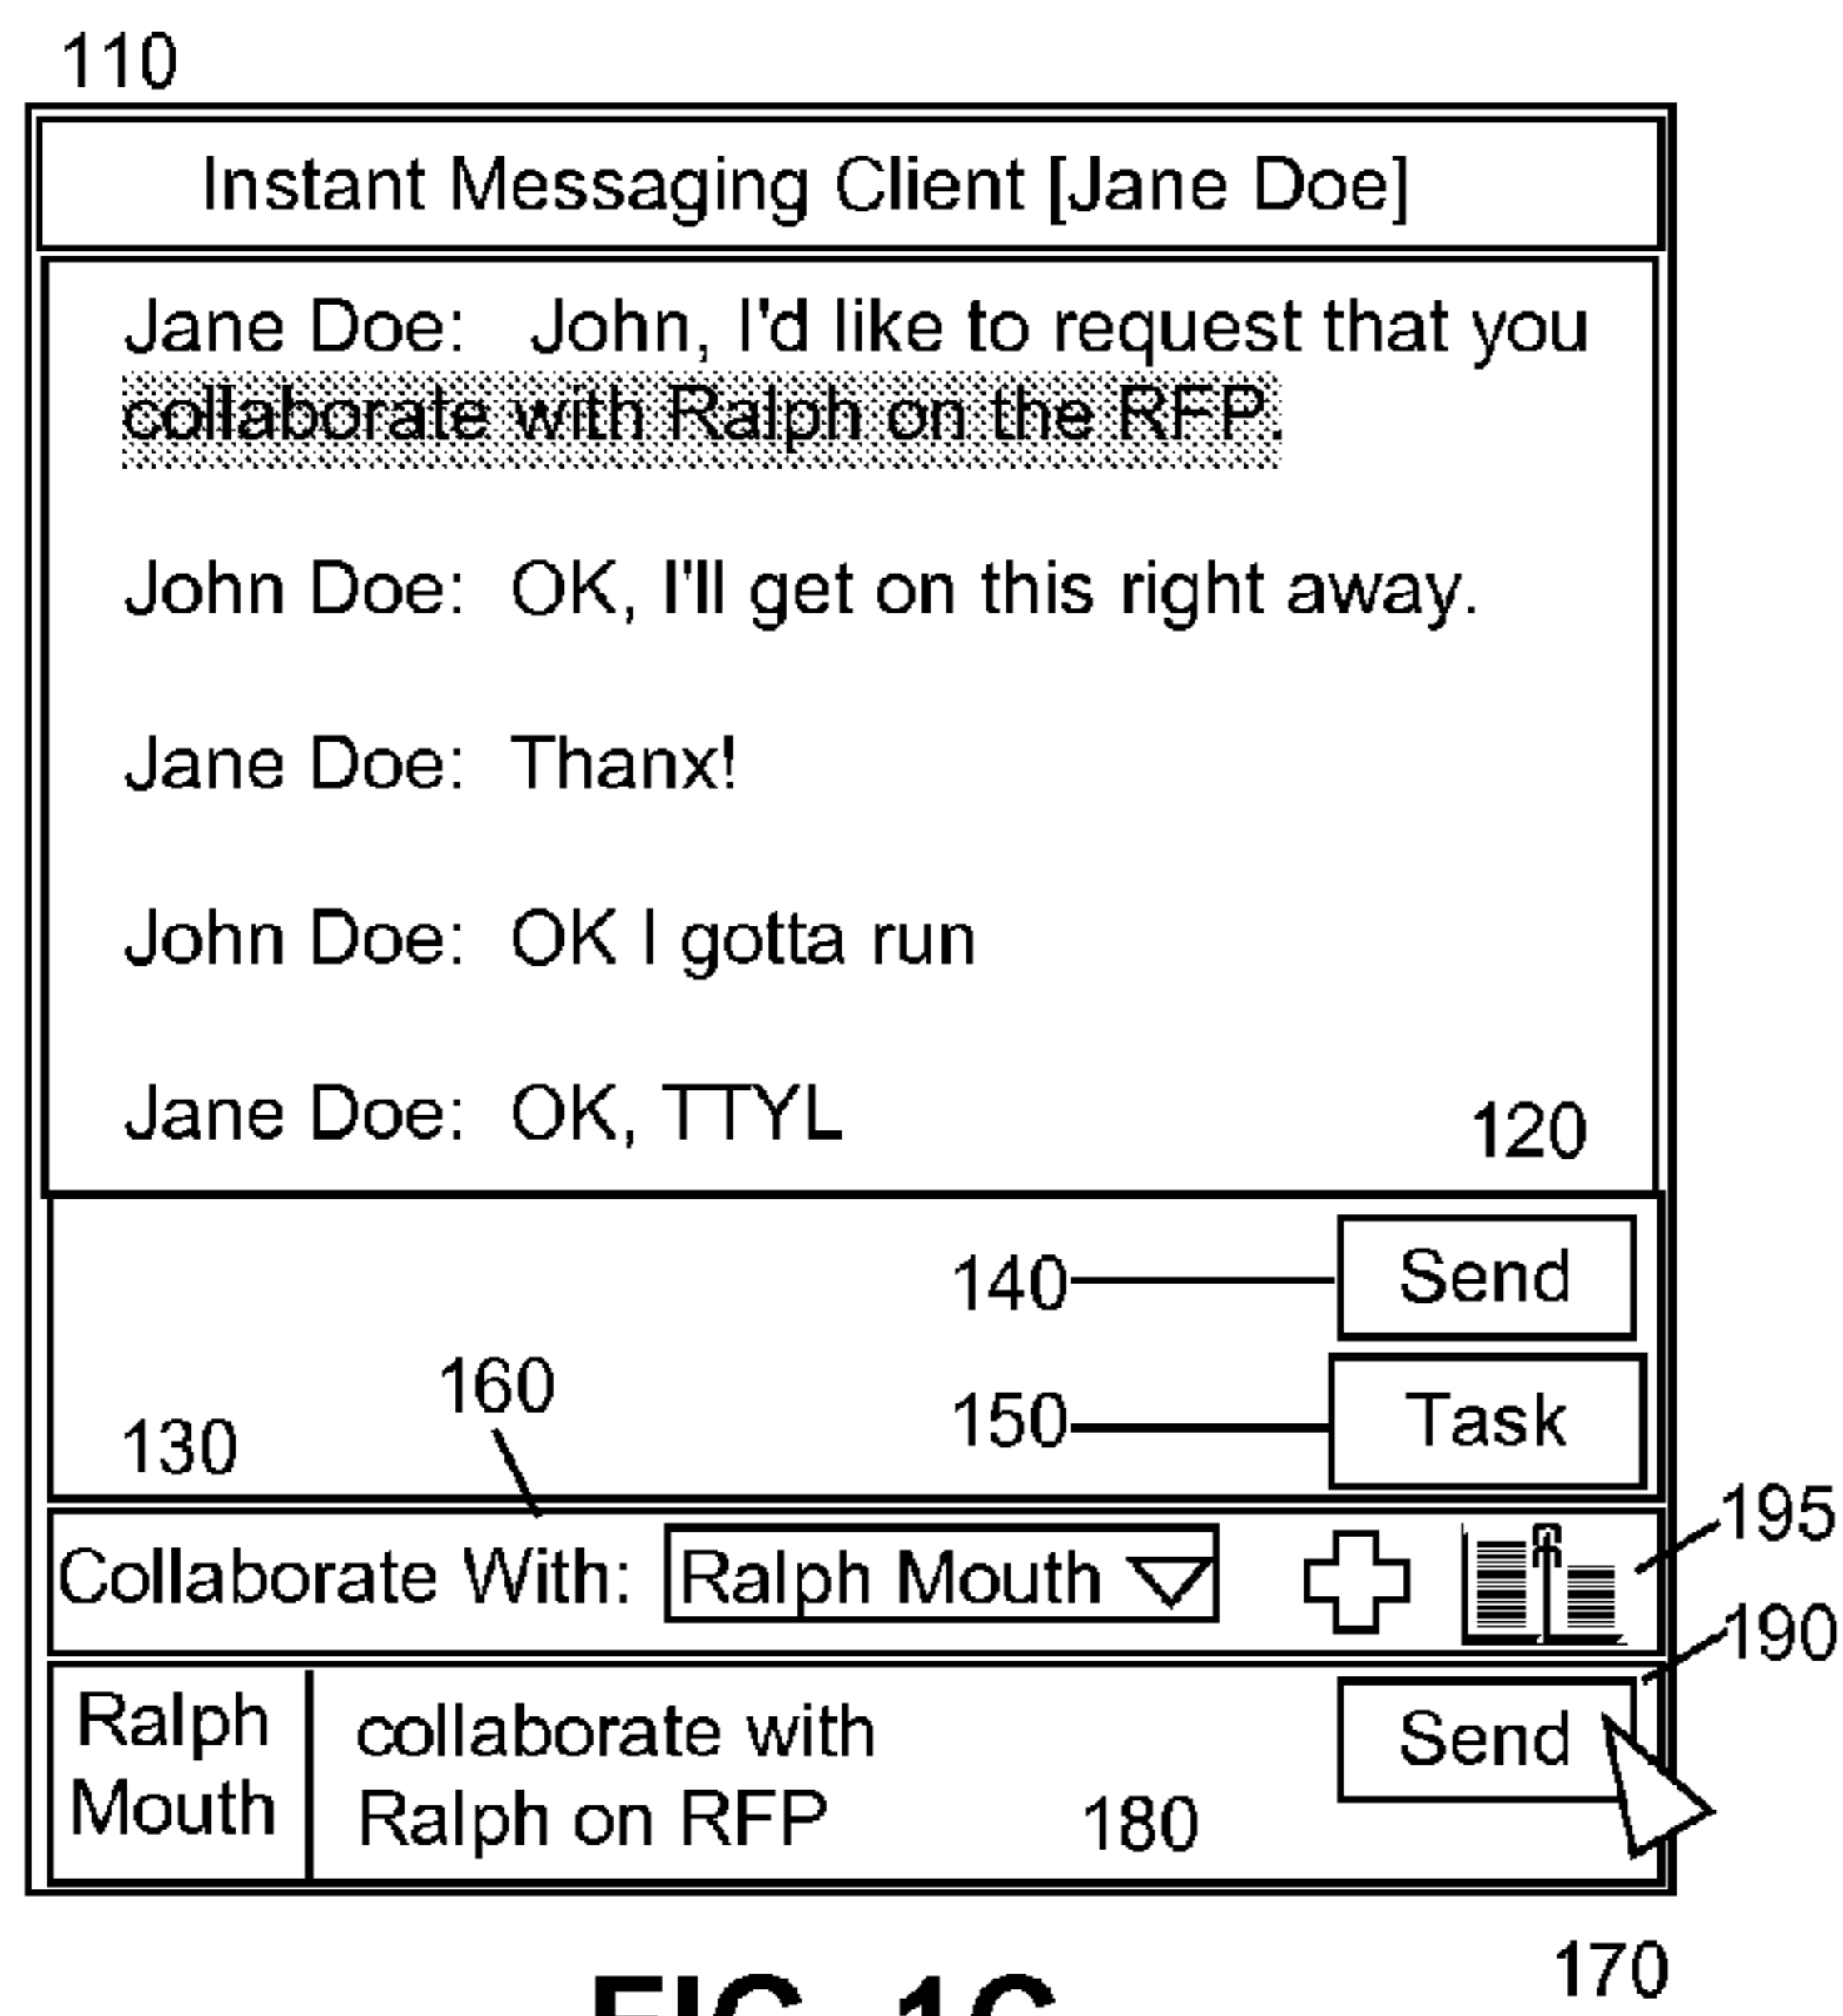 110
Instant Messaging Client [Jane Doe]
Jane Doe: John, I'd like to request that you
collaborate with Ralph on the RFP.
John Doe: OK, I'll get on this right away.
Jane Doe: Thanx!
John Doe: OK I gotta run
Jane Doe: OK, TTYL
120
140 Send
160
150 Task
130
195
Collaborate With: Ralph Mouth
190
Ralph Mouth
collaborate with
Ralph on RFP
180
Send
170
FIG. 1C